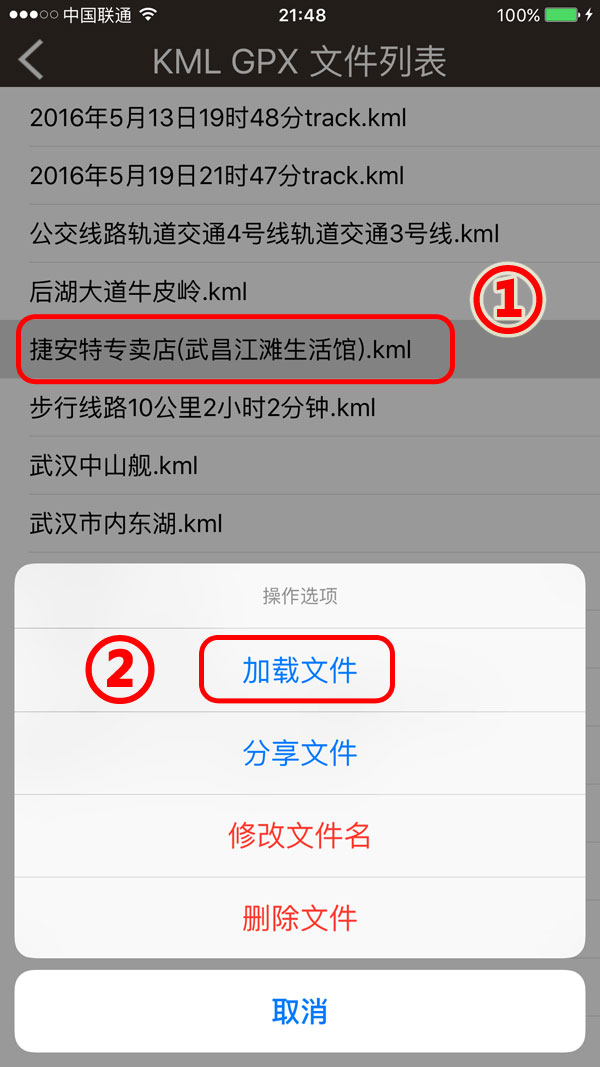 中国联通 21:48 100%
KML GPX 文件列表
2016年5月13日19时48分track.kml
2016年5月19日21时47分track.kml
公交线路轨道交通4号线轨道交通3号线.kml
后湖大道牛皮岭.kml
①
捷安特专卖店(武昌江滩生活馆).kml
步行线路10公里2小时2分钟.kml
武汉中山舰.kml
武汉市内东湖.kml
操作选项
② 加载文件
分享文件
修改文件名
删除文件
取消